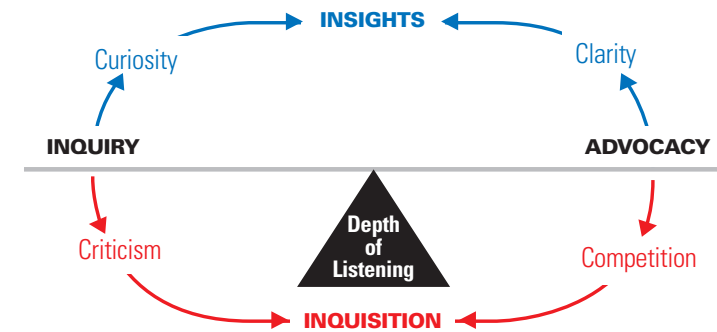 INSIGHTS
Curiosity
Clarity
INQUIRY
ADVOCACY
Depth
of
Listening
Criticism
Competition
INQUISITION